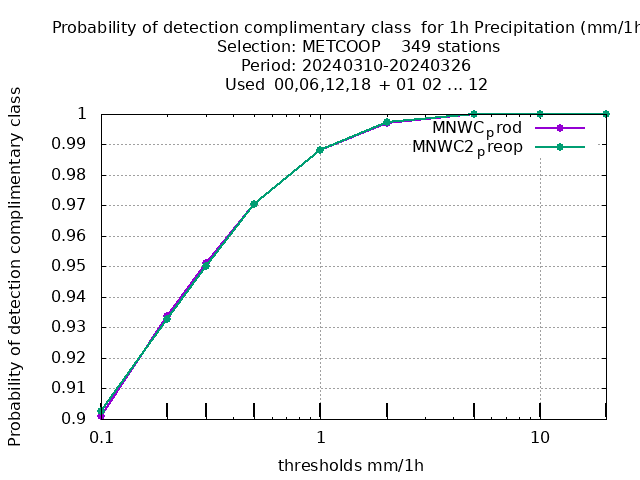 Probability of detection complimentary class  for 1h Precipitation (mm/1h
Selection: METCOOP    349 stations
Period: 20240310-20240326
Used  00,06,12,18 + 01 02 ... 12
Probability of detection complimentary class
1
0.99
0.98
0.97
0.96
0.95
0.94
0.93
0.92
0.91
0.9
MNWCprod
MNWC2preop
0.1
1
10
thresholds mm/1h